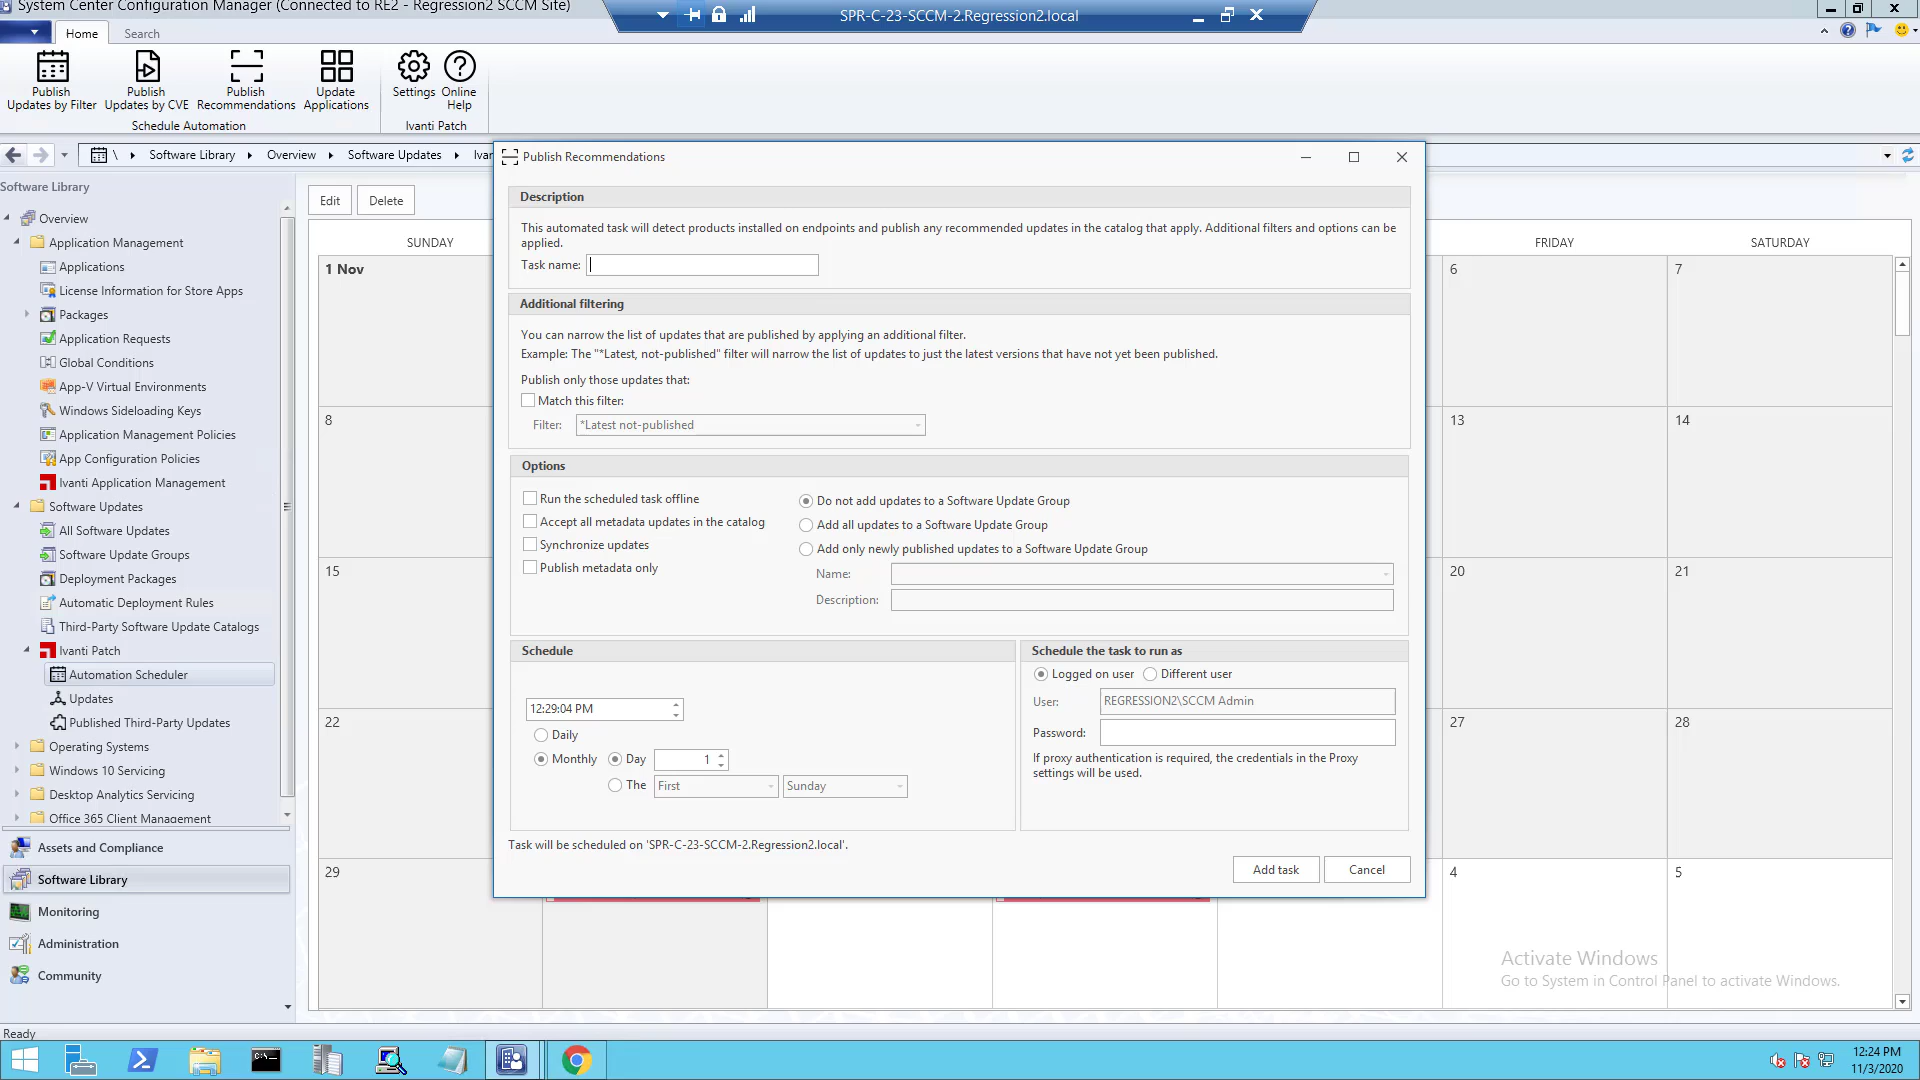 System Center Configuration Manager (Connected to RE2 - Regression2 SCCM Site)
SPR-C-23-SCCM-2.Regression2.local
Home
Search
Publish
Updates by Filter
Publish
Updates by CVE
Publish
Recommendations
Update
Applications
Settings
Online
Help
Schedule Automation
Ivanti Patch
\
Software Library
Overview
Software Updates
Software Library
Overview
Application Management
Applications
License Information for Store Apps
Packages
Application Requests
Global Conditions
App-V Virtual Environments
Windows Sideloading Keys
Application Management Policies
App Configuration Policies
Ivanti Application Management
Software Updates
All Software Updates
Software Update Groups
Deployment Packages
Automatic Deployment Rules
Third-Party Software Update Catalogs
Ivanti Patch
Automation Scheduler
Updates
Published Third-Party Updates
Operating Systems
Windows 10 Servicing
Desktop Analytics Servicing
Office 365 Client Management
Assets and Compliance
Software Library
Monitoring
Administration
Community
Edit
Delete
SUNDAY
FRIDAY
SATURDAY
1 Nov
6
7
8
13
14
15
20
21
22
27
28
29
4
5
Publish Recommendations
Description
This automated task will detect products installed on endpoints and publish any recommended updates in the catalog that apply. Additional filters and options can be
applied.
Task name:
Additional filtering
You can narrow the list of updates that are published by applying an additional filter.
Example: The "*Latest, not-published" filter will narrow the list of updates to just the latest versions that have not yet been published.
Publish only those updates that:
Match this filter:
Filter:
*Latest not-published
Options
Run the scheduled task offline
Accept all metadata updates in the catalog
Synchronize updates
Publish metadata only
Do not add updates to a Software Update Group
Add all updates to a Software Update Group
Add only newly published updates to a Software Update Group
Name:
Description:
Schedule
12:29:04 PM
Daily
Monthly
Day
1
The
First
Sunday
Schedule the task to run as
Logged on user
Different user
User:
REGRESSION2\SCCM Admin
Password:
If proxy authentication is required, the credentials in the Proxy
settings will be used.
Task will be scheduled on 'SPR-C-23-SCCM-2.Regression2.local'.
Add task
Cancel
Activate Windows
Go to System in Control Panel to activate Windows.
Ready
12:24 PM
11/3/2020